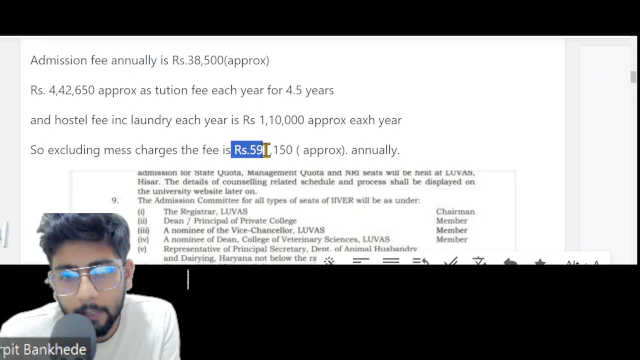 Admission fee annually is Rs.38,500(approx)
Rs. 4,42,650 approx as tution fee each year for 4.5 years
and hostel fee inc laundry each year is Rs 1,10,000 approx eaxh year
So excluding mess charges the fee is Rs.591,150 ( approx). annually.
admission for State Quota, Management Quota and NRI seats will be held at LUVAS,
Hisar. The details of counselling related schedule and process shall be displayed on
the university website later on.
9. The Admission Committee for all types of seats of IIVER will be as under:
(i) The Registrar, LUVAS Chairman
(ii) Dean / Principal of Private College Member
(iii) A nominee of the Vice-Chancellor, LUVAS Member
(iv) A nominee of Dean, College of Veterinary Sciences, LUVAS Member
(v) Representative of Principal Secretary, Dept. of Animal Husbandry
and Dairying, Haryana not below the
rpit Bankhede